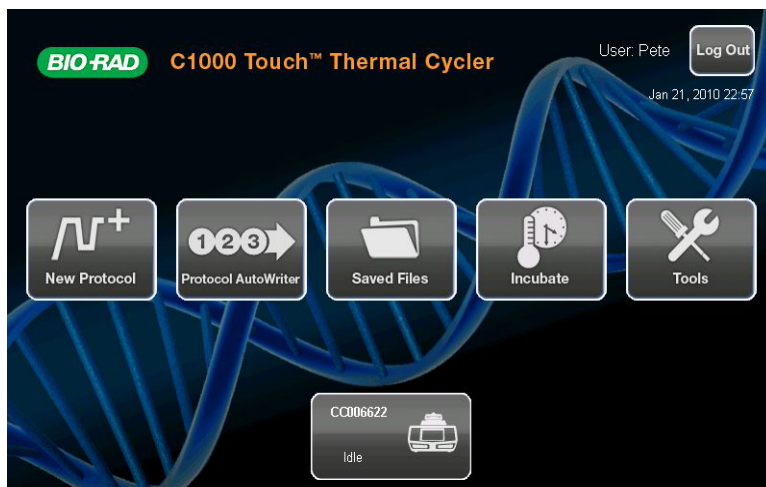 BIO-RAD C1000 Touch™ Thermal Cycler
User: Pete
Log Out
Jan 21, 2010 22:57
New Protocol
123
Protocol AutoWriter
Saved Files
Incubate
Tools
CC006622
Idle